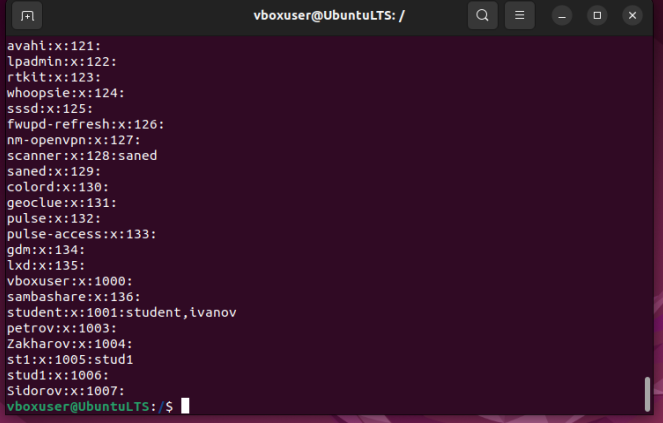 vboxuser@UbuntuLTS: /
avahi:x:121:
lpadmin:x:122:
rtkit:x:123:
whoopsie:x:124:
sssd:x:125:
fwupd-refresh:x:126:
nm-openvpn:x:127:
scanner:x:128:saned
saned:x:129:
colord:x:130:
geoclue:x:131:
pulse:x:132:
pulse-access:x:133:
gdm:x:134:
lxd:x:135:
vboxuser:x:1000:
sambashare:x:136:
student:x:1001:student,ivanov
petrov:x:1003:
Zakharov:x:1004:
st1:x:1005:stud1
stud1:x:1006:
Sidorov:x:1007:
vboxuser@UbuntuLTS:/$